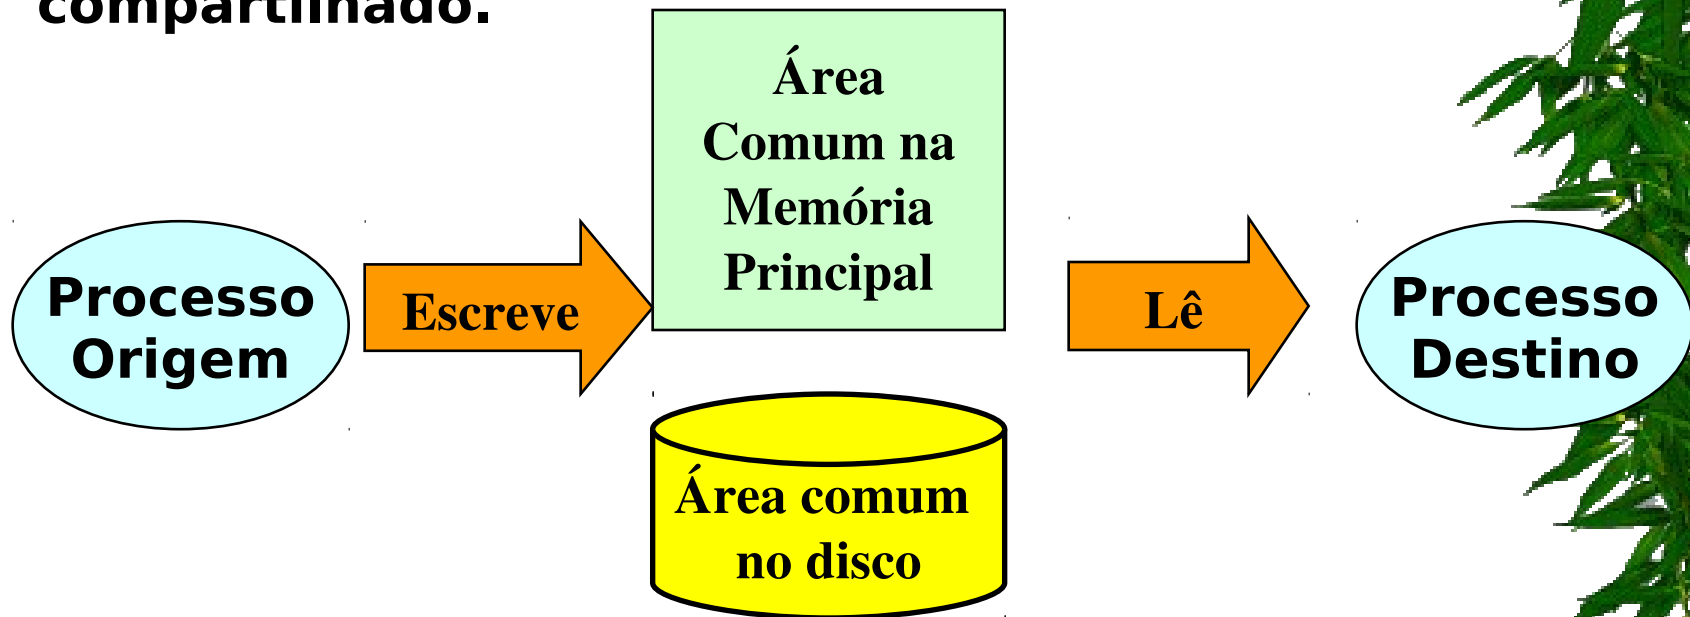 compartilhado.
Área
Comum na
Memória
Principal
Processo
Origem
Escreve
Lê
Processo
Destino
Área comum
no disco